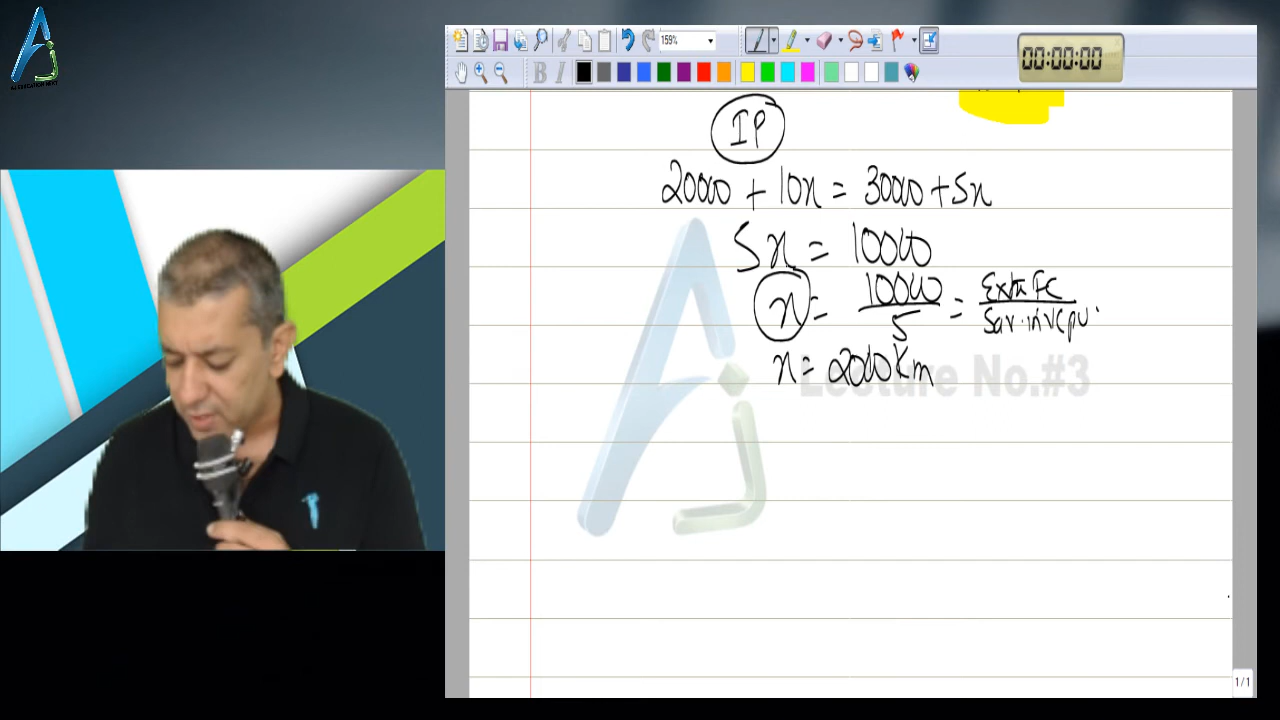 159%
00:00:00
IP
20000 + 10x = 30000 + 5x
5x = 10000
x = 10000/5 = Extra FC/Sav. in VC pu.
x = 2000 Km
Lecture No.#3
1/1